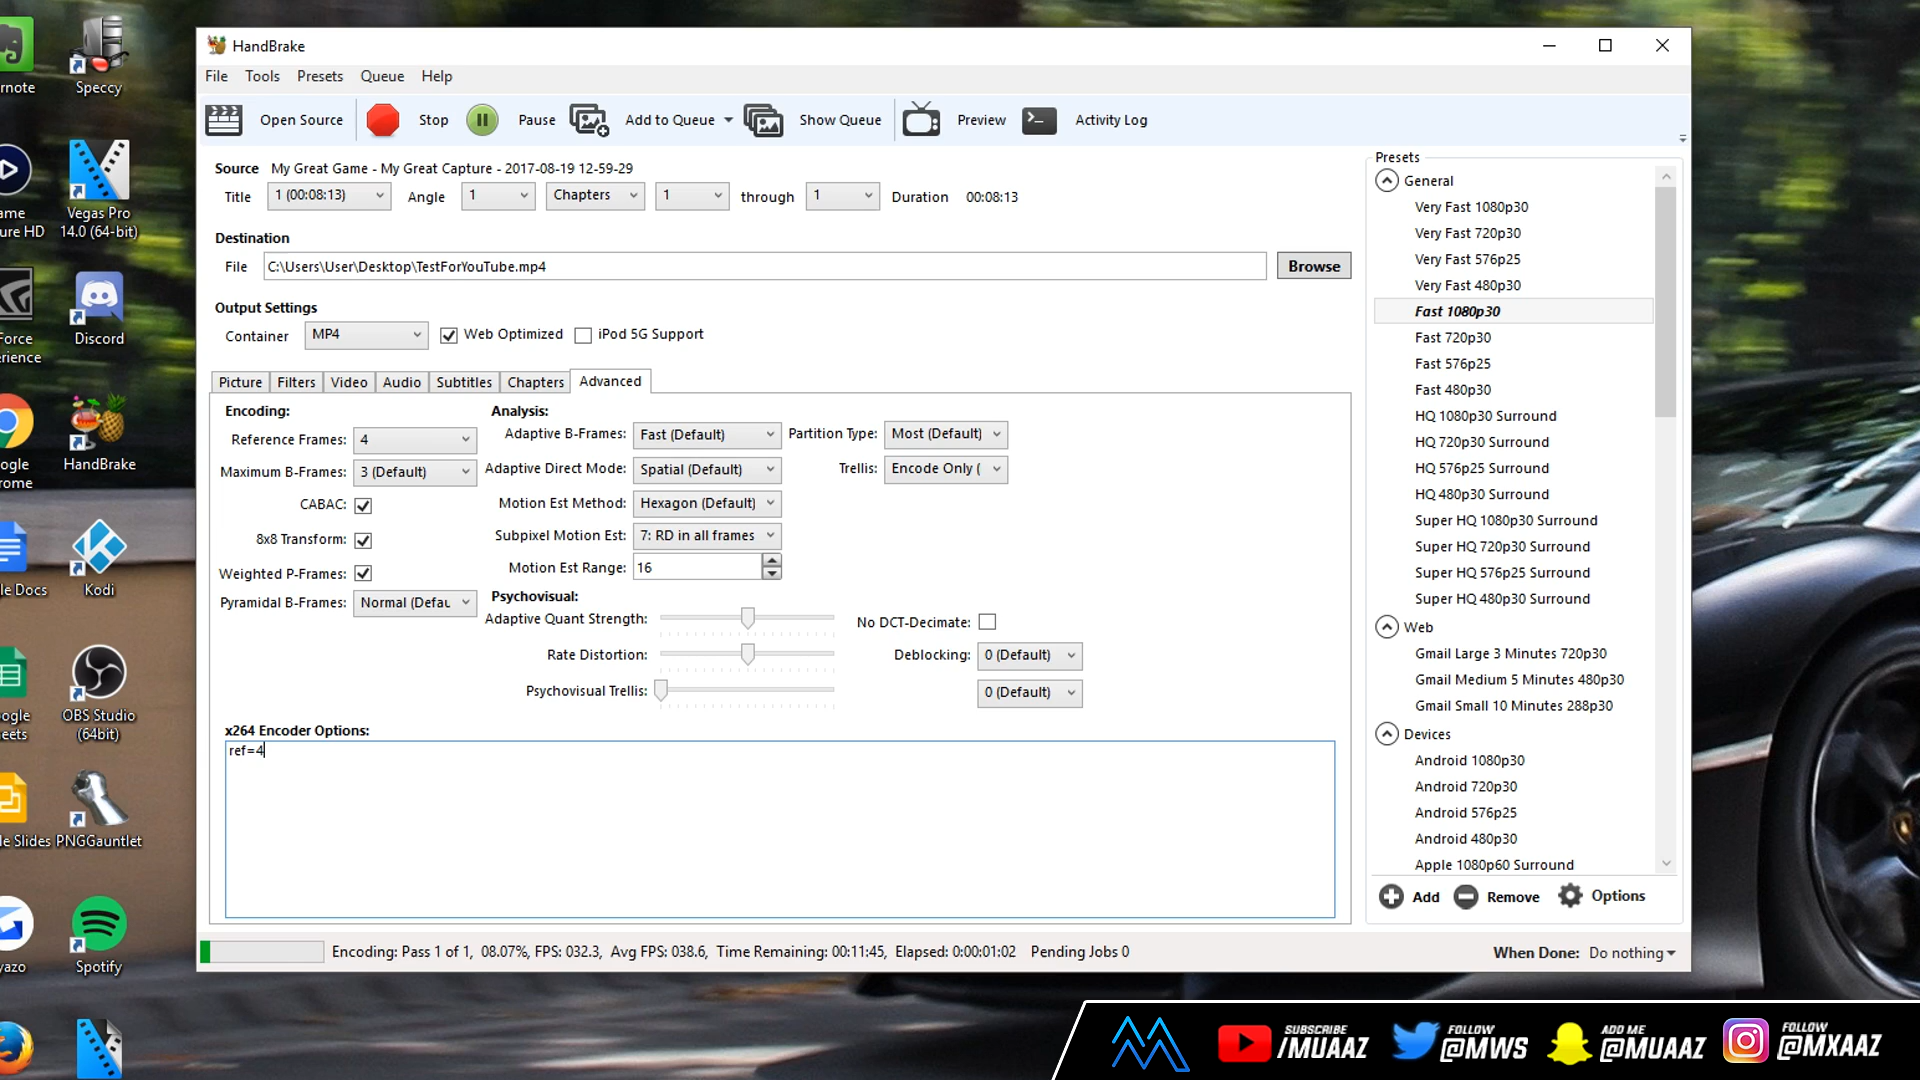 HandBrake
File Tools Presets Queue Help
Open Source Stop Pause Add to Queue Show Queue Preview Activity Log
Source My Great Game - My Great Capture - 2017-08-19 12-59-29
Title 1 (00:08:13) Angle 1 Chapters 1 through 1 Duration 00:08:13
Destination
File C:\Users\User\Desktop\TestForYouTube.mp4 Browse
Output Settings
Container MP4 Web Optimized iPod 5G Support
Picture Filters Video Audio Subtitles Chapters Advanced
Encoding:
Reference Frames: 4
Maximum B-Frames: 3 (Default)
CABAC:
8x8 Transform:
Weighted P-Frames:
Pyramidal B-Frames: Normal (Defau
Analysis:
Adaptive B-Frames: Fast (Default) Partition Type: Most (Default)
Adaptive Direct Mode: Spatial (Default) Trellis: Encode Only (
Motion Est Method: Hexagon (Default)
Subpixel Motion Est: 7: RD in all frames
Motion Est Range: 16
Psychovisual:
Adaptive Quant Strength: No DCT-Decimate:
Rate Distortion: Deblocking: 0 (Default)
Psychovisual Trellis: 0 (Default)
x264 Encoder Options:
ref=4
Presets
General
Very Fast 1080p30
Very Fast 720p30
Very Fast 576p25
Very Fast 480p30
Fast 1080p30
Fast 720p30
Fast 576p25
Fast 480p30
HQ 1080p30 Surround
HQ 720p30 Surround
HQ 576p25 Surround
HQ 480p30 Surround
Super HQ 1080p30 Surround
Super HQ 720p30 Surround
Super HQ 576p25 Surround
Super HQ 480p30 Surround
Web
Gmail Large 3 Minutes 720p30
Gmail Medium 5 Minutes 480p30
Gmail Small 10 Minutes 288p30
Devices
Android 1080p30
Android 720p30
Android 576p25
Android 480p30
Apple 1080p60 Surround
Add Remove Options
Encoding: Pass 1 of 1, 08.07%, FPS: 032.3, Avg FPS: 038.6, Time Remaining: 00:11:45, Elapsed: 0:00:01:02 Pending Jobs 0
When Done: Do nothing
rnote
Speccy
ame
ure HD
Vegas Pro
14.0 (64-bit)
Force
erience
Discord
ogle
rome
HandBrake
le Docs
Kodi
ogle
eets
OBS Studio
(64bit)
le Slides
PNGGauntlet
yazo
Spotify
SUBSCRIBE
/MUAAZ
FOLLOW
@MWS
ADD ME
@MUAAZ
FOLLOW
@MXAAZ